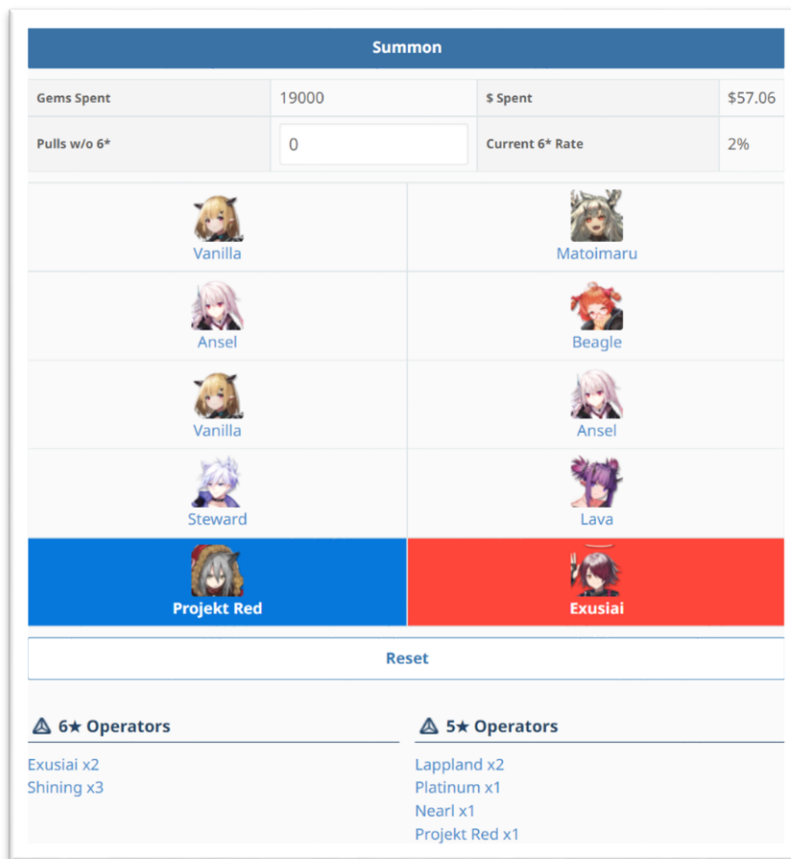 Summon
Gems Spent 19000 $ Spent $57.06
Pulls w/o 6* 0 Current 6* Rate 2%
Vanilla Matoimaru
Ansel Beagle
Vanilla Ansel
Steward Lava
Projekt Red Exusiai
Reset
6★ Operators 5★ Operators
Exusiai x2 Lappland x2
Shining x3 Platinum x1
Nearl x1
Projekt Red x1